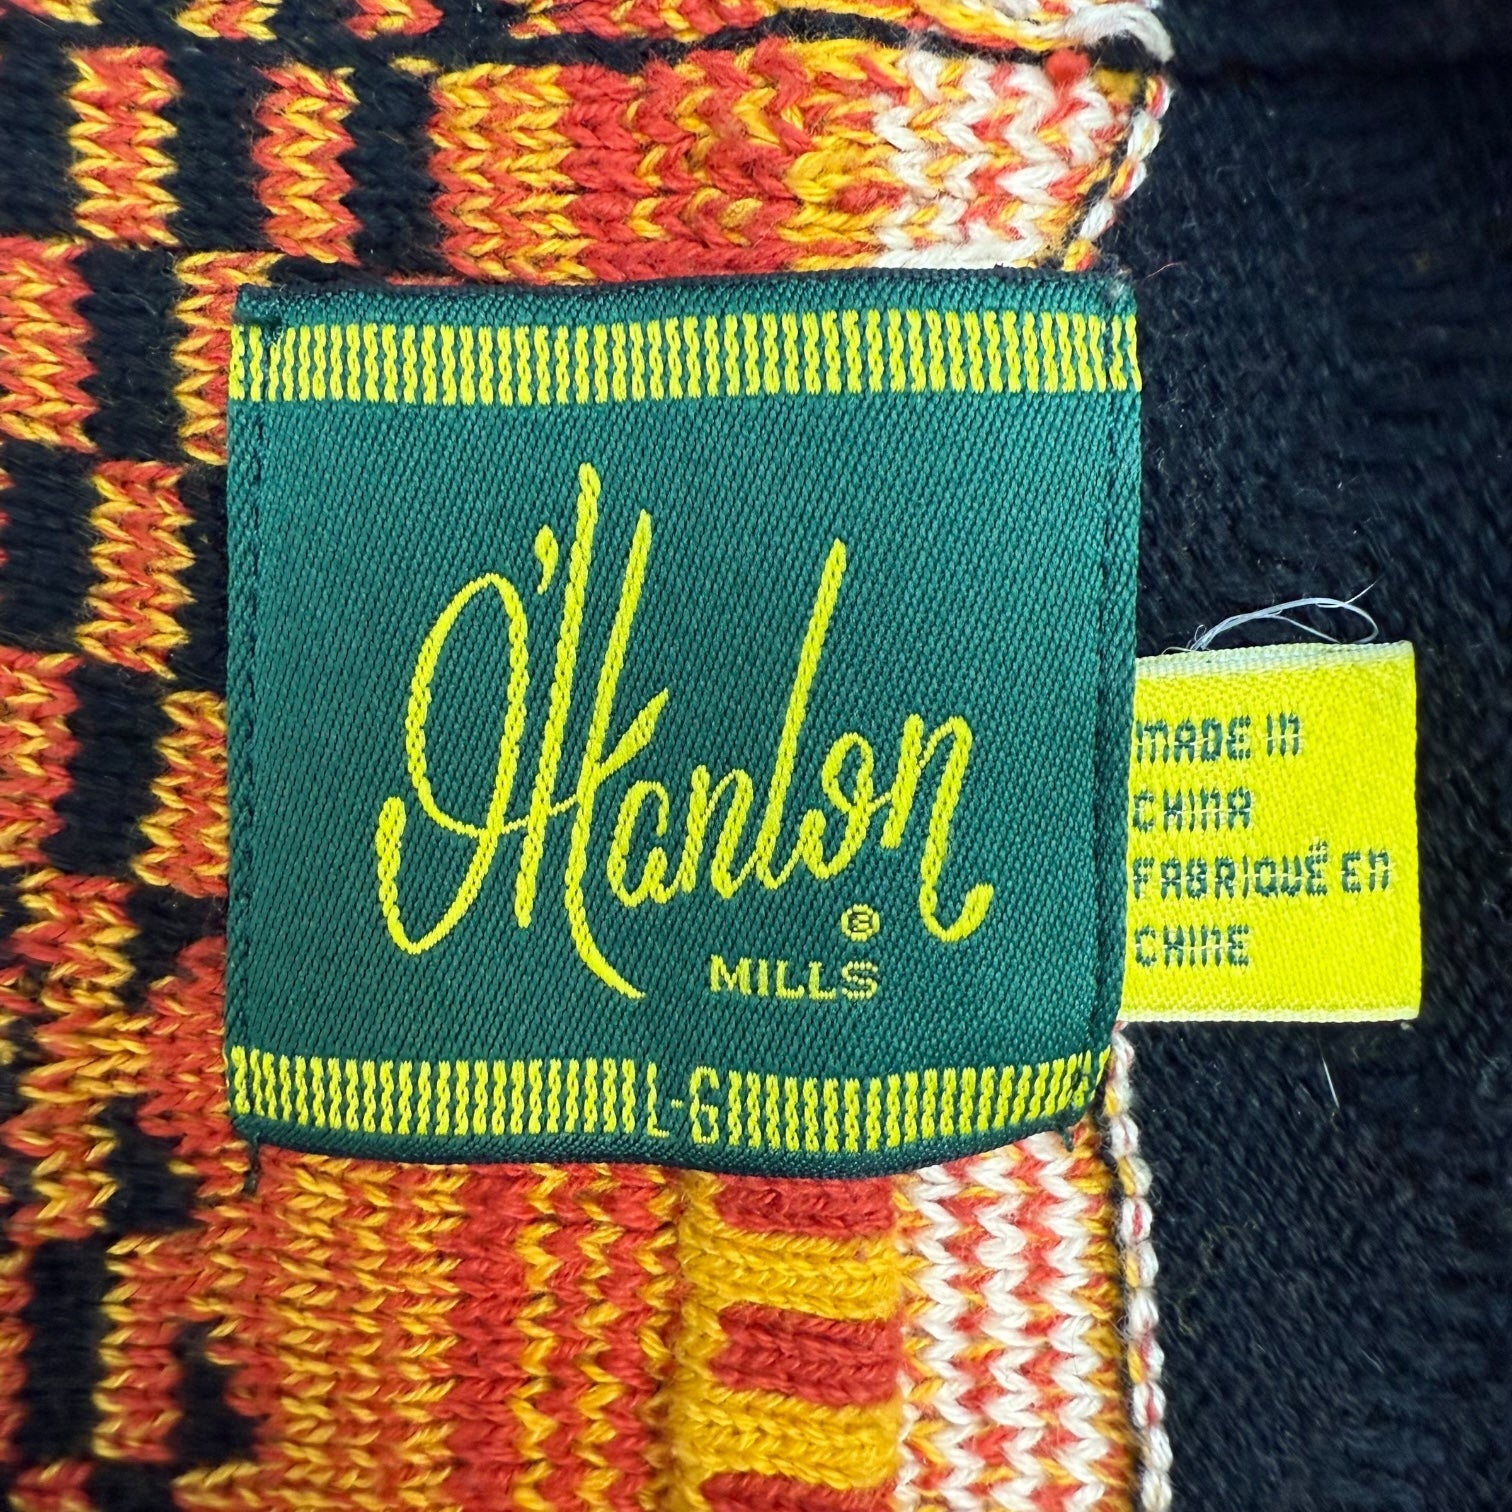 O'Hanlon
®
MILLS
L-G
MADE IN
CHINA
FABRIQUÉ EN
CHINE